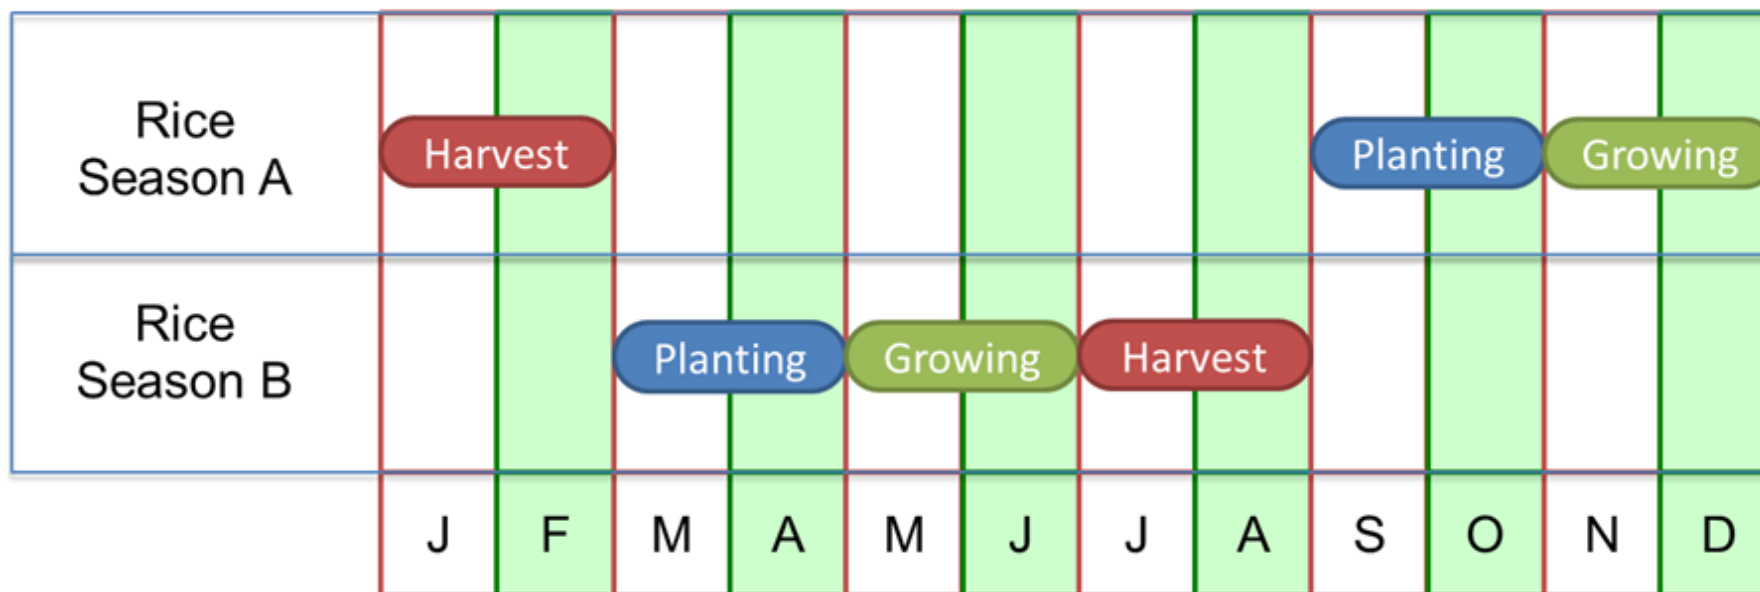 Rice
Season A
Harvest
Planting
Growing
Rice
Season B
Planting
Growing
Harvest
J F M A M J J A S O N D